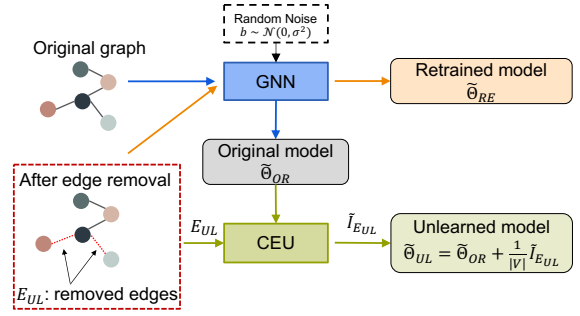 Random Noise
b ~ 𝒩(0, σ²)
Original graph
GNN
Retrained model
Θ̃_RE
Original model
Θ̃_OR
After edge removal
E_UL
CEU
Ĩ_{E_UL}
Unlearned model
Θ̃_UL = Θ̃_OR + 1/|V| Ĩ_{E_UL}
E_UL: removed edges